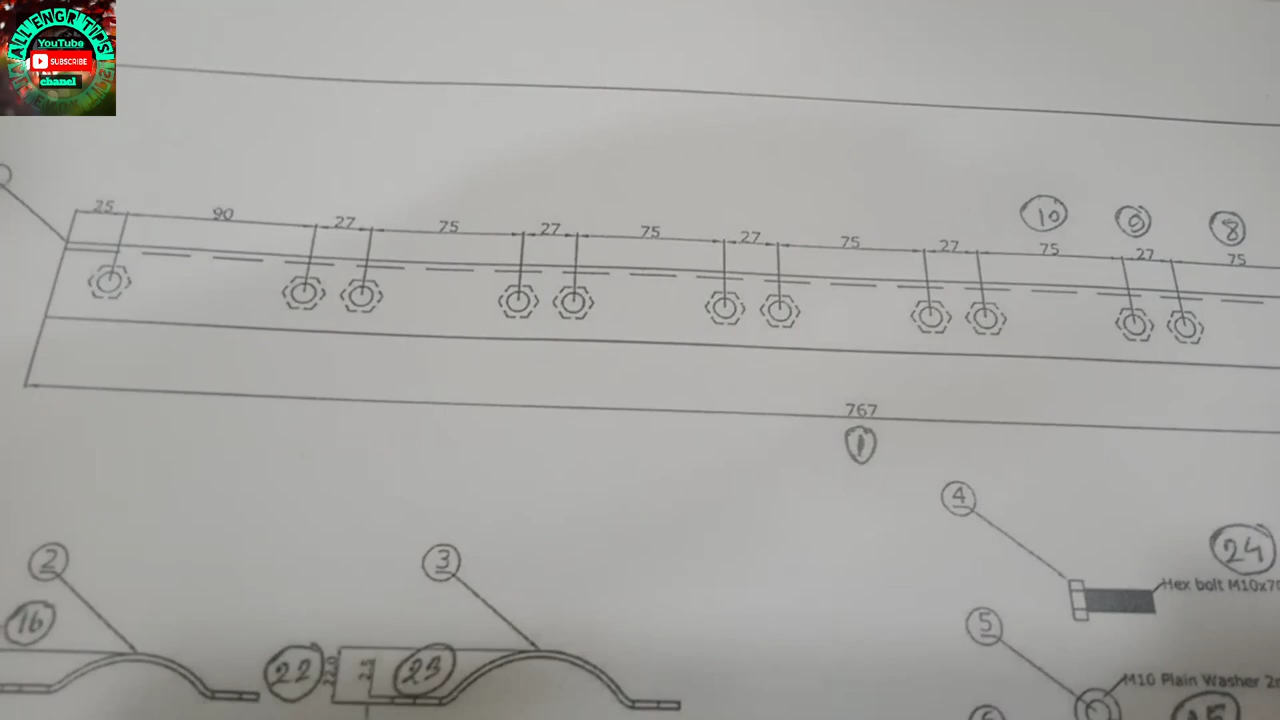 ALL ENGR TIPS
YouTube
SUBSCRIBE
chanel
10 9 8
25 90 27 75 27 75 27 75 27 75 27 75
767
1
4
24
2 3
Hex bolt M10x70
16
5
22 23
M10 Plain Washer